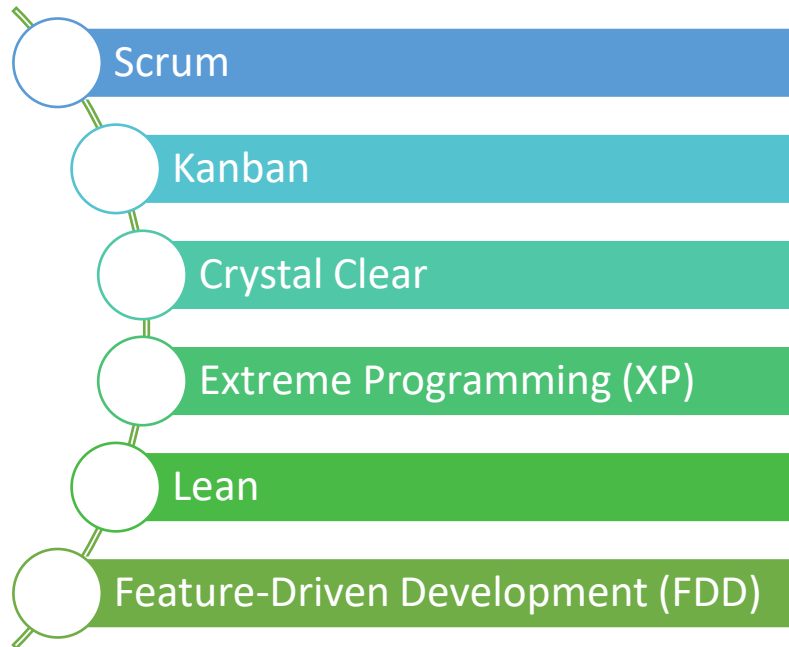 Scrum
Kanban
Crystal Clear
Extreme Programming (XP)
Lean
Feature-Driven Development (FDD)